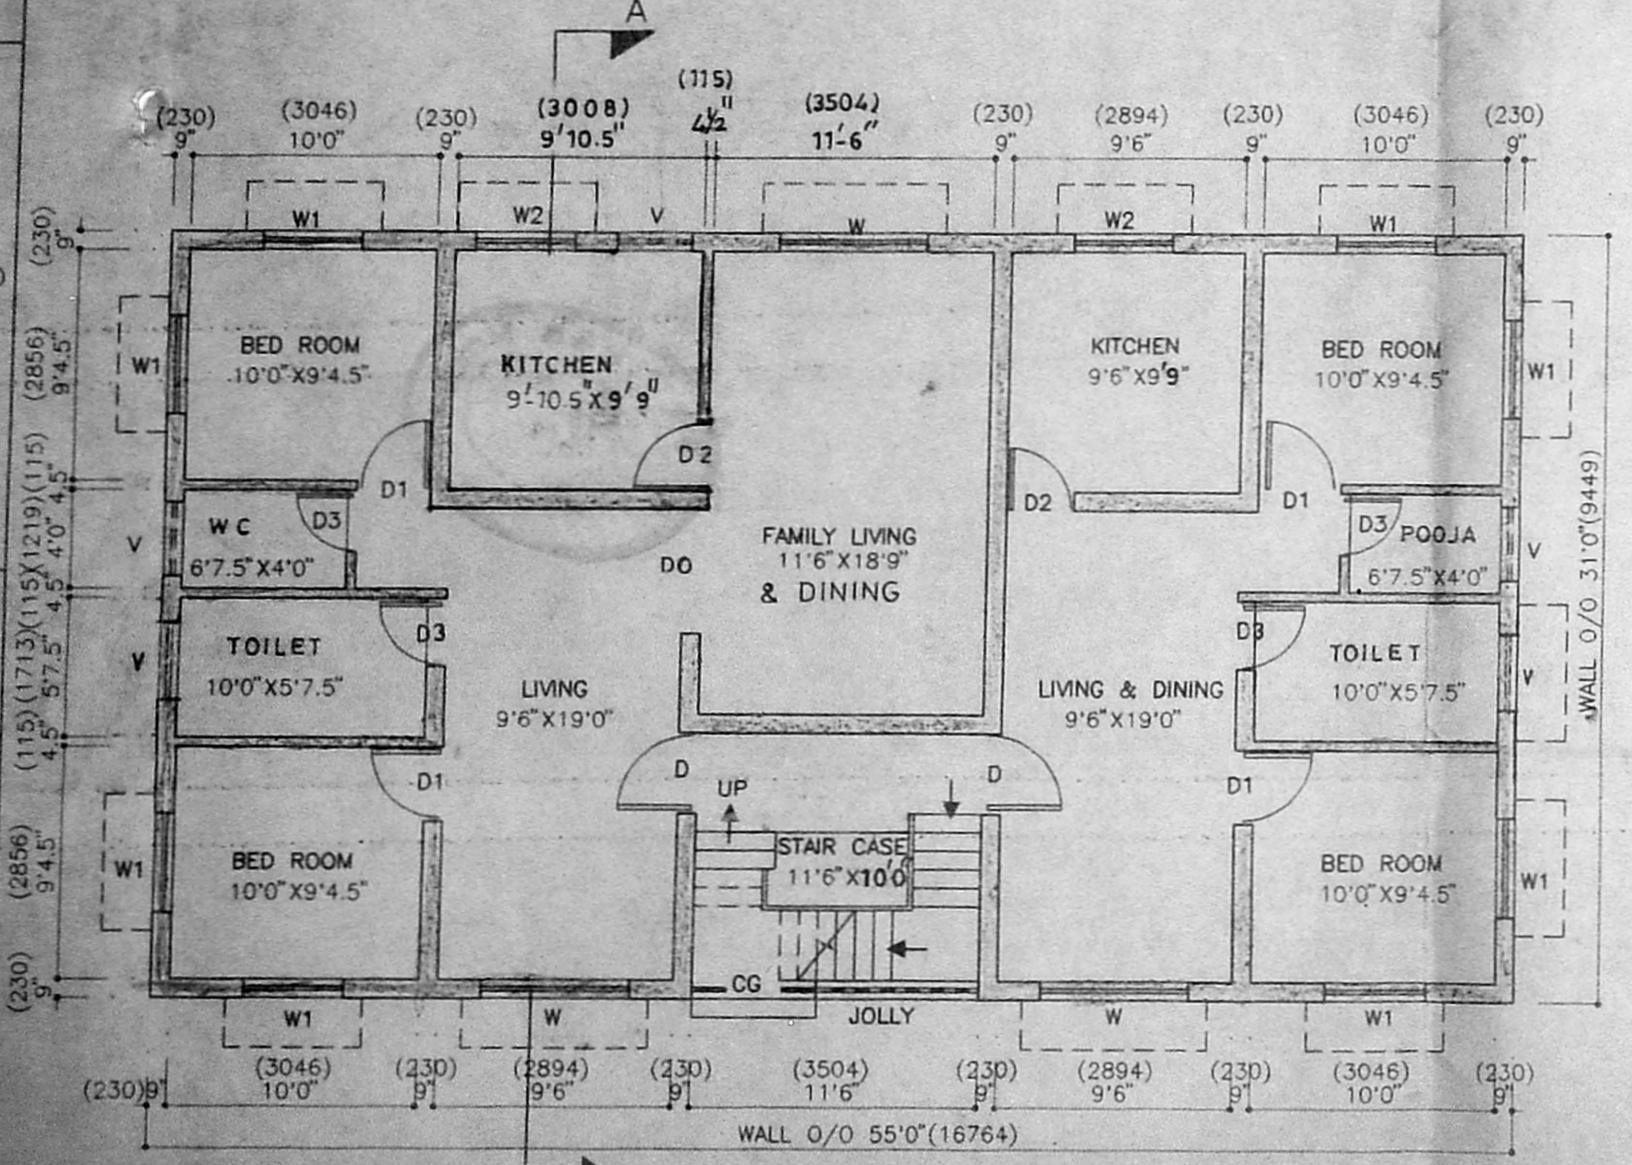 A
(115)
(230) (3046) (230) (3008) 4½" (3504) (230) (2894) (230) (3046) (230)
9" 10'0" 9" 9'10.5" 11'-6" 9" 9'6" 9" 10'0" 9"
W1 W2 V W W2 W1
(230)
9"
BED ROOM
10'0"X9'4.5"
KITCHEN
9'-10.5"X9'9"
KITCHEN
9'6"X9'9"
BED ROOM
10'0"X9'4.5"
W1
W1
(2856)
9'4.5"
D2
D1
D2
D1
(115)
4.5"
WC
6'7.5"X4'0"
D3
V
(1219)
4'0"
DO
FAMILY LIVING
11'6"X18'9"
& DINING
D3
POOJA
6'7.5"X4'0"
V
WALL O/O 31'0"(9449)
(115)
4.5"
TOILET
10'0"X5'7.5"
D3
V
(1713)
5'7.5"
LIVING
9'6"X19'0"
LIVING & DINING
9'6"X19'0"
D3
TOILET
10'0"X5'7.5"
V
(115)
4.5"
D1
D
UP
D
D1
BED ROOM
10'0"X9'4.5"
W1
(2856)
9'4.5"
STAIR CASE
11'6"X10'0"
BED ROOM
10'0"X9'4.5"
W1
(230)
9"
CG
JOLLY
W1 W W W1
(230) (3046) (230) (2894) (230) (3504) (230) (2894) (230) (3046) (230)
9" 10'0" 9" 9'6" 9" 11'6 9" 9'6" 9" 10'0" 9"
WALL O/O 55'0"(16764)